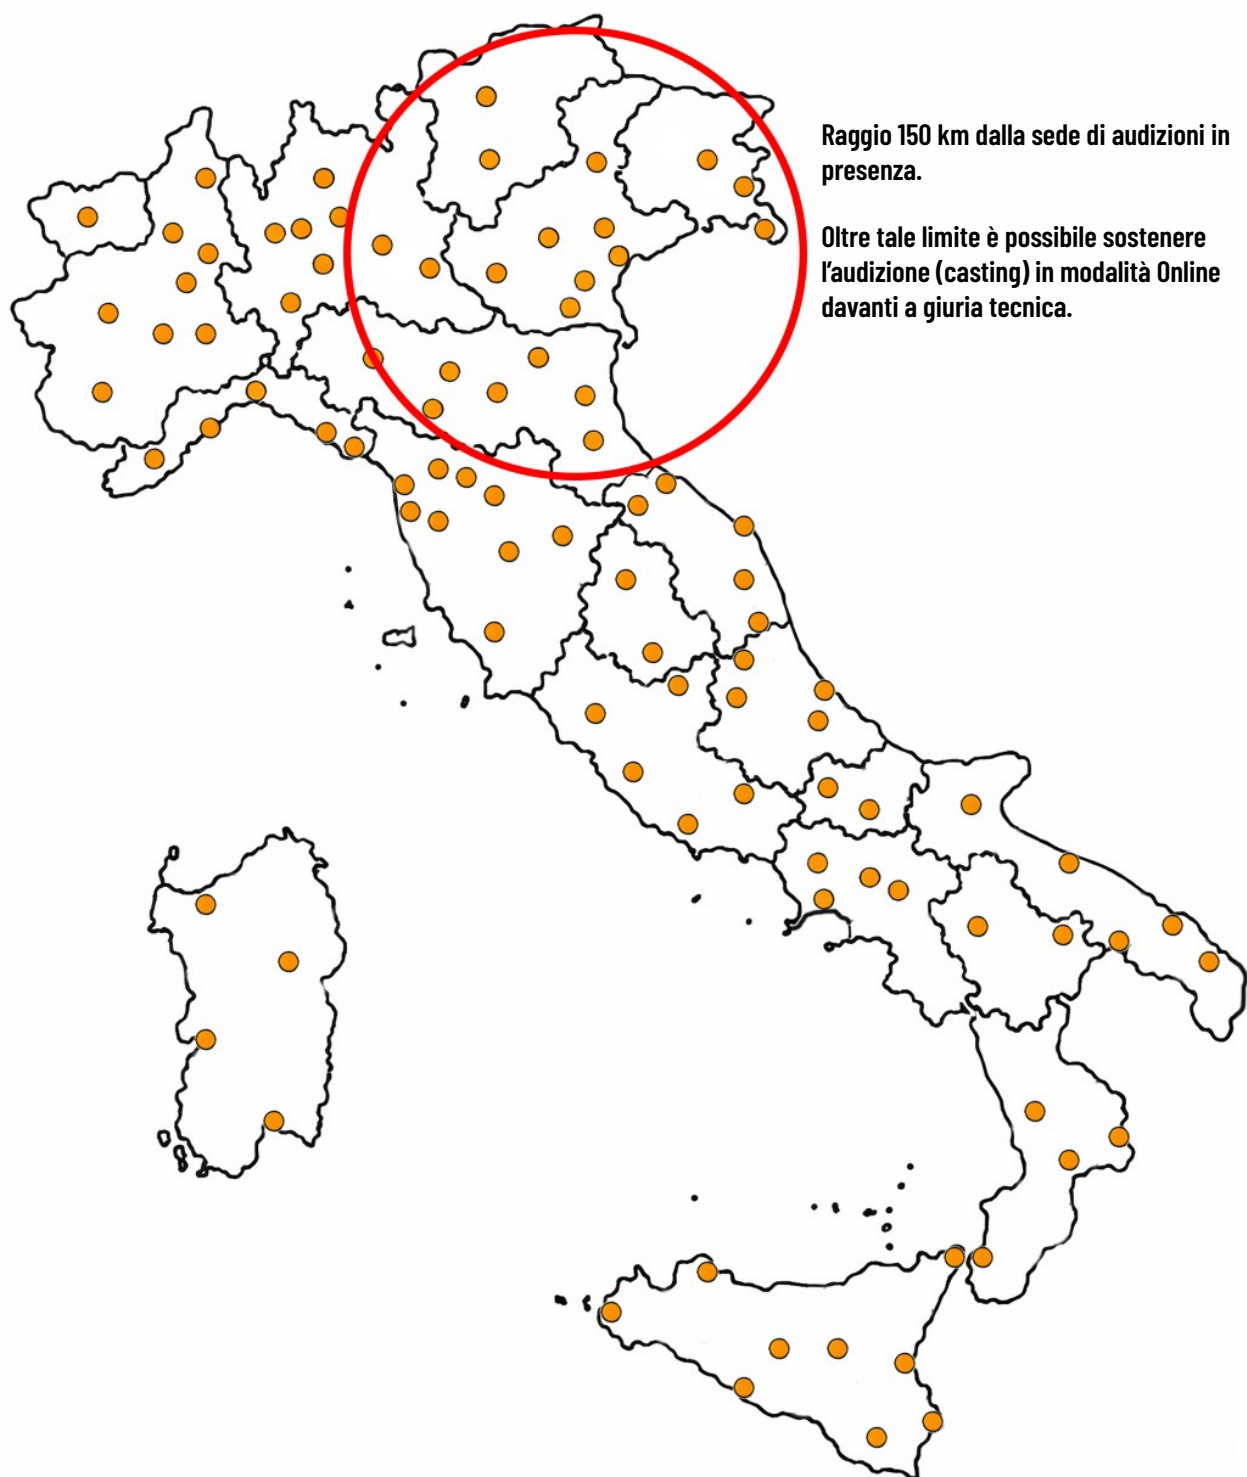 Raggio 150 km dalla sede di audizioni in
presenza.
Oltre tale limite è possibile sostenere
l'audizione (casting) in modalità Online
davanti a giuria tecnica.